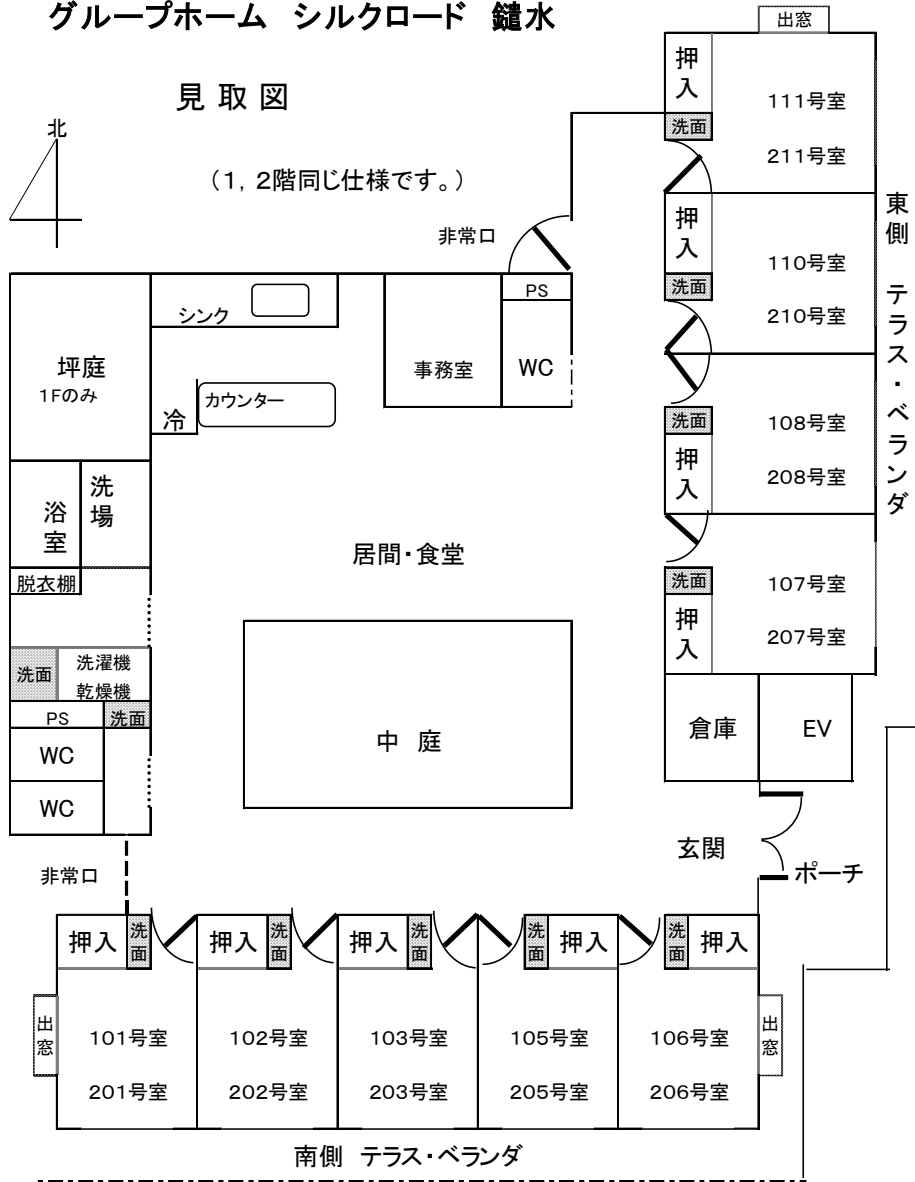 グループホーム シルクロード 鑓水
見 取 図
北
（1, 2階同じ仕様です。）
非常口
出窓
押入
洗面
111号室
211号室
押入
洗面
110号室
210号室
洗面
押入
108号室
208号室
洗面
押入
107号室
207号室
東側 テラス・ベランダ
シンク
PS
坪庭
1Fのみ
事務室
WC
冷
カウンター
浴室
洗場
居間・食堂
脱衣棚
洗面
洗濯機
乾燥機
PS
洗面
WC
WC
中 庭
倉庫
EV
玄関
ポーチ
非常口
押入
洗面
押入
洗面
押入
洗面
洗面
押入
洗面
押入
出窓
101号室
102号室
103号室
105号室
106号室
出窓
201号室
202号室
203号室
205号室
206号室
南側 テラス・ベランダ